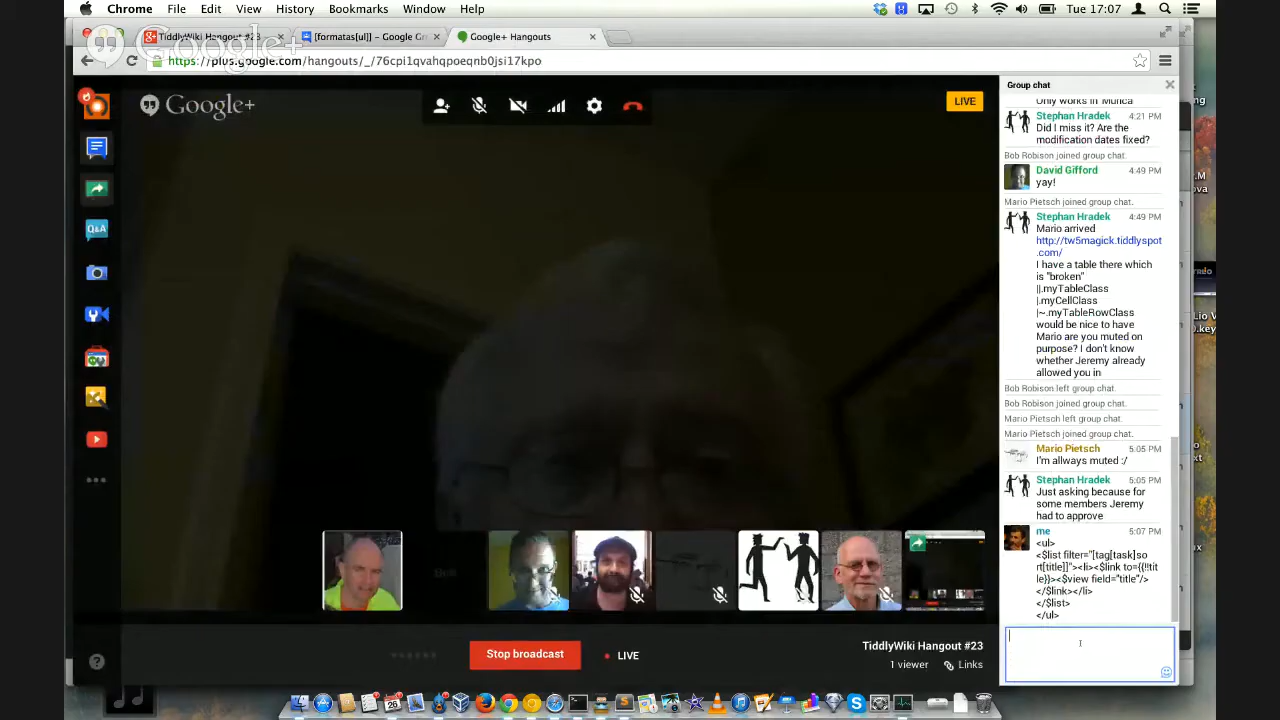 Chrome File Edit View History Bookmarks Window Help
Tue 17:07
TiddlyWiki Hangout #23
[formatas[ul]] – Google Gr
Google+ Hangouts
Google+
https://plus.google.com/hangouts/_/76cpi1qvahqpeqnb0jsi17kpo
Google+
LIVE
Q&A
Group chat
Only works in 'Murica
Stephan Hradek 4:21 PM
Did I miss it? Are the
modification dates fixed?
Bob Robison joined group chat.
David Gifford 4:49 PM
yay!
Mario Pietsch joined group chat.
Stephan Hradek 4:49 PM
Mario arrived
http://tw5magick.tiddlyspot
.com/
I have a table there which
is "broken"
||.myTableClass
|.myCellClass
|~.myTableRowClass
would be nice to have
Mario are you muted on
purpose? I don't know
whether Jeremy already
allowed you in
Bob Robison left group chat.
Bob Robison joined group chat.
Mario Pietsch left group chat.
Mario Pietsch joined group chat.
Mario Pietsch 5:05 PM
I'm allways muted :/
Stephan Hradek 5:05 PM
Just asking because for
some members Jeremy
had to approve
me 5:07 PM
<ul>
<$list filter="[tag[task]so
rt[title]]"><li><$link to={{!!tit
le}}><$view field="title"/>
</$link></li>
</$list>
</ul>
Stop broadcast
LIVE
TiddlyWiki Hangout #23
1 viewer
Links